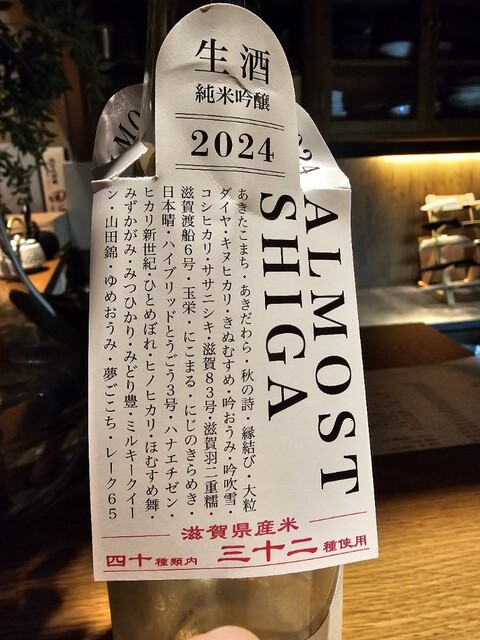 生酒
純米吟醸
2024
ALMOST
SHIGA
あきたこまち・あきだわら・秋の詩・縁結び・大粒
ダイヤ・キヌヒカリ・きぬむすめ・吟おうみ・吟吹雪・
コシヒカリ・ササニシキ・滋賀83号・滋賀羽二重糯・
滋賀渡船6号・玉栄・にこまる・にじのきらめき・
日本晴・ハイブリッドとうごう3号・ハナエチゼン・
ヒカリ新世紀・ひとめぼれ・ヒノヒカリ・ほむすめ舞・
みずかがみ・みつひかり・みどり豊・ミルキークイー
ン・山田錦・ゆめおうみ・夢ごこち・レーク65
滋賀県産米
四十種類内 三十二種使用